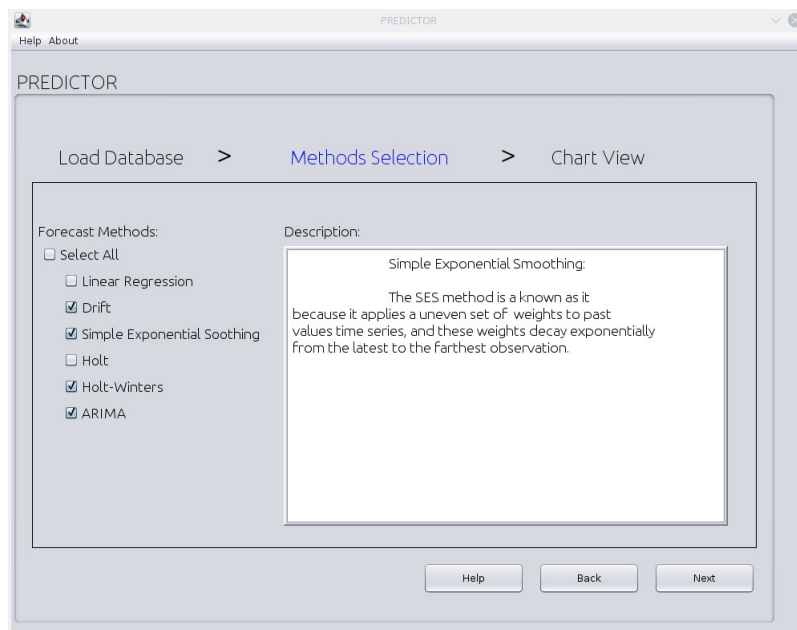 PREDICTOR
Help About
PREDICTOR
Load Database > Methods Selection > Chart View
Forecast Methods:
Select All
Linear Regression
Drift
Simple Exponential Soothing
Holt
Holt-Winters
ARIMA
Description:
Simple Exponential Smoothing:
The SES method is a known as it
because it applies a uneven set of weights to past
values time series, and these weights decay exponentially
from the latest to the farthest observation.
Help Back Next